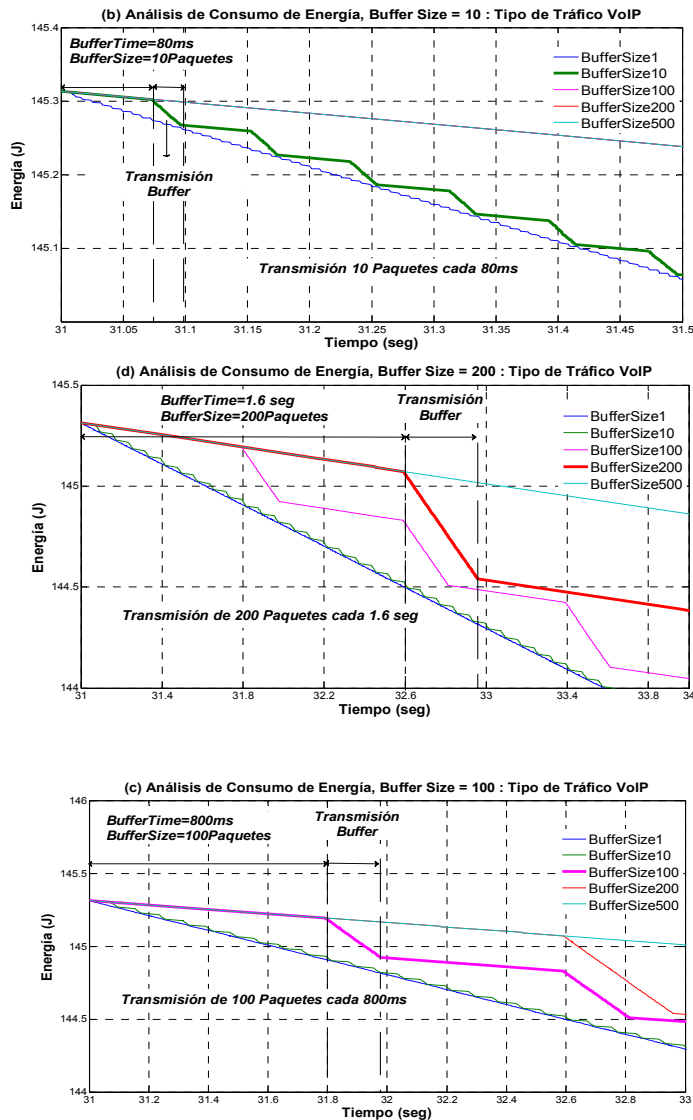 (b) Análisis de Consumo de Energía, Buffer Size = 10 : Tipo de Tráfico VoIP
145.4
145.3
145.2
145.1
Energía (J)
BufferTime=80ms
BufferSize=10Paquetes
Transmisión
Buffer
Transmisión 10 Paquetes cada 80ms
BufferSize1
BufferSize10
BufferSize100
BufferSize200
BufferSize500
31 31.05 31.1 31.15 31.2 31.25 31.3 31.35 31.4 31.45 31.5
Tiempo (seg)
(d) Análisis de Consumo de Energía, Buffer Size = 200 : Tipo de Tráfico VoIP
145.5
145
144.5
144
Energía (J)
BufferTime=1.6 seg
BufferSize=200Paquetes
Transmisión
Buffer
Transmisión de 200 Paquetes cada 1.6 seg
BufferSize1
BufferSize10
BufferSize100
BufferSize200
BufferSize500
31 31.4 31.8 32.2 32.6 33 33.4 33.8 34
Tiempo (seg)
(c) Análisis de Consumo de Energía, Buffer Size = 100 : Tipo de Tráfico VoIP
146
145.5
145
144.5
144
Energía (J)
BufferTime=800ms
BufferSize=100Paquetes
Transmisión
Buffer
Transmisión de 100 Paquetes cada 800ms
BufferSize1
BufferSize10
BufferSize100
BufferSize200
BufferSize500
31 31.2 31.4 31.6 31.8 32 32.2 32.4 32.6 32.8 33
Tiempo (seg)